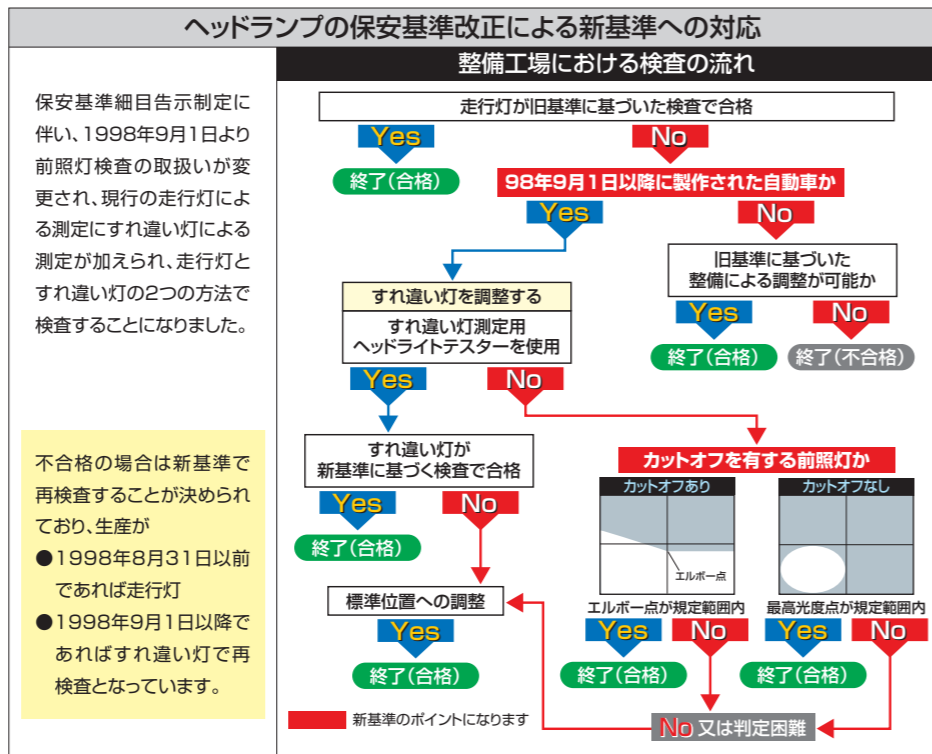 ヘッドランプの保安基準改正による新基準への対応
保安基準細目告示制定に
伴い、1998年9月1日より
前照灯検査の取扱いが変
更され、現行の走行灯によ
る測定にすれ違い灯による
測定が加えられ、走行灯と
すれ違い灯の2つの方法で
検査することになりました。
不合格の場合は新基準で
再検査することが決められ
ており、生産が
●1998年8月31日以前
であれば走行灯
●1998年9月1日以降で
あればすれ違い灯で再
検査となっています。
整備工場における検査の流れ
走行灯が旧基準に基づいた検査で合格
Yes
No
終了(合格)
98年9月1日以降に製作された自動車か
Yes
No
旧基準に基づいた
整備による調整が可能か
Yes
No
終了(合格)
終了(不合格)
すれ違い灯を調整する
すれ違い灯測定用
ヘッドライトテスターを使用
Yes
No
すれ違い灯が
新基準に基づく検査で合格
Yes
No
終了(合格)
カットオフを有する前照灯か
カットオフあり
カットオフなし
エルボー点
エルボー点が規定範囲内
最高光度点が規定範囲内
Yes
No
Yes
No
終了(合格)
終了(合格)
標準位置への調整
Yes
終了(合格)
No又は判定困難
新基準のポイントになります